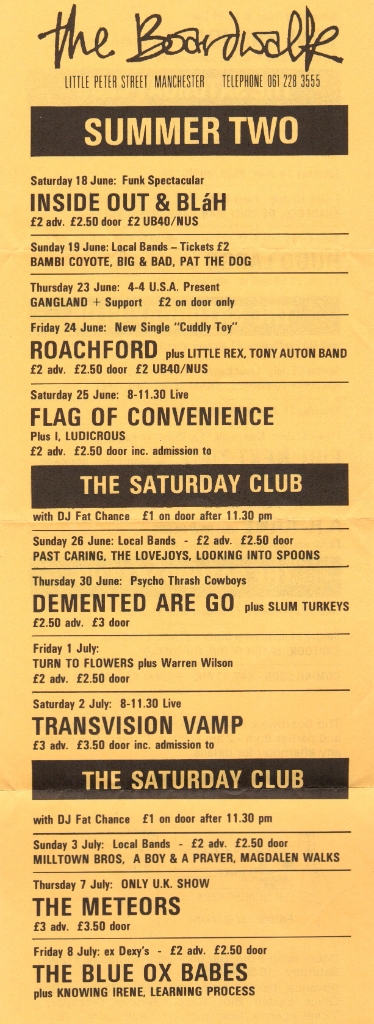 the Boardwalk
LITTLE PETER STREET MANCHESTER TELEPHONE 061 228 3555
SUMMER TWO
Saturday 18 June: Funk Spectacular
INSIDE OUT & BLáH
£2 adv. £2.50 door £2 UB40/NUS
Sunday 19 June: Local Bands – Tickets £2
BAMBI COYOTE, BIG & BAD, PAT THE DOG
Thursday 23 June: 4-4 U.S.A. Present
GANGLAND + Support £2 on door only
Friday 24 June: New Single "Cuddly Toy"
ROACHFORD plus LITTLE REX, TONY AUTON BAND
£2 adv. £2.50 door £2 UB40/NUS
Saturday 25 June: 8-11.30 Live
FLAG OF CONVENIENCE
Plus I, LUDICROUS
£2 adv. £2.50 door inc. admission to
THE SATURDAY CLUB
with DJ Fat Chance £1 on door after 11.30 pm
Sunday 26 June: Local Bands - £2 adv. £2.50 door
PAST CARING, THE LOVEJOYS, LOOKING INTO SPOONS
Thursday 30 June: Psycho Thrash Cowboys
DEMENTED ARE GO plus SLUM TURKEYS
£2.50 adv. £3 door
Friday 1 July:
TURN TO FLOWERS plus Warren Wilson
£2 adv. £2.50 door
Saturday 2 July: 8-11.30 Live
TRANSVISION VAMP
£3 adv. £3.50 door inc. admission to
THE SATURDAY CLUB
with DJ Fat Chance £1 on door after 11.30 pm
Sunday 3 July: Local Bands - £2 adv. £2.50 door
MILLTOWN BROS, A BOY & A PRAYER, MAGDALEN WALKS
Thursday 7 July: ONLY U.K. SHOW
THE METEORS
£3 adv. £3.50 door
Friday 8 July: ex Dexy's - £2 adv. £2.50 door
THE BLUE OX BABES
plus KNOWING IRENE, LEARNING PROCESS